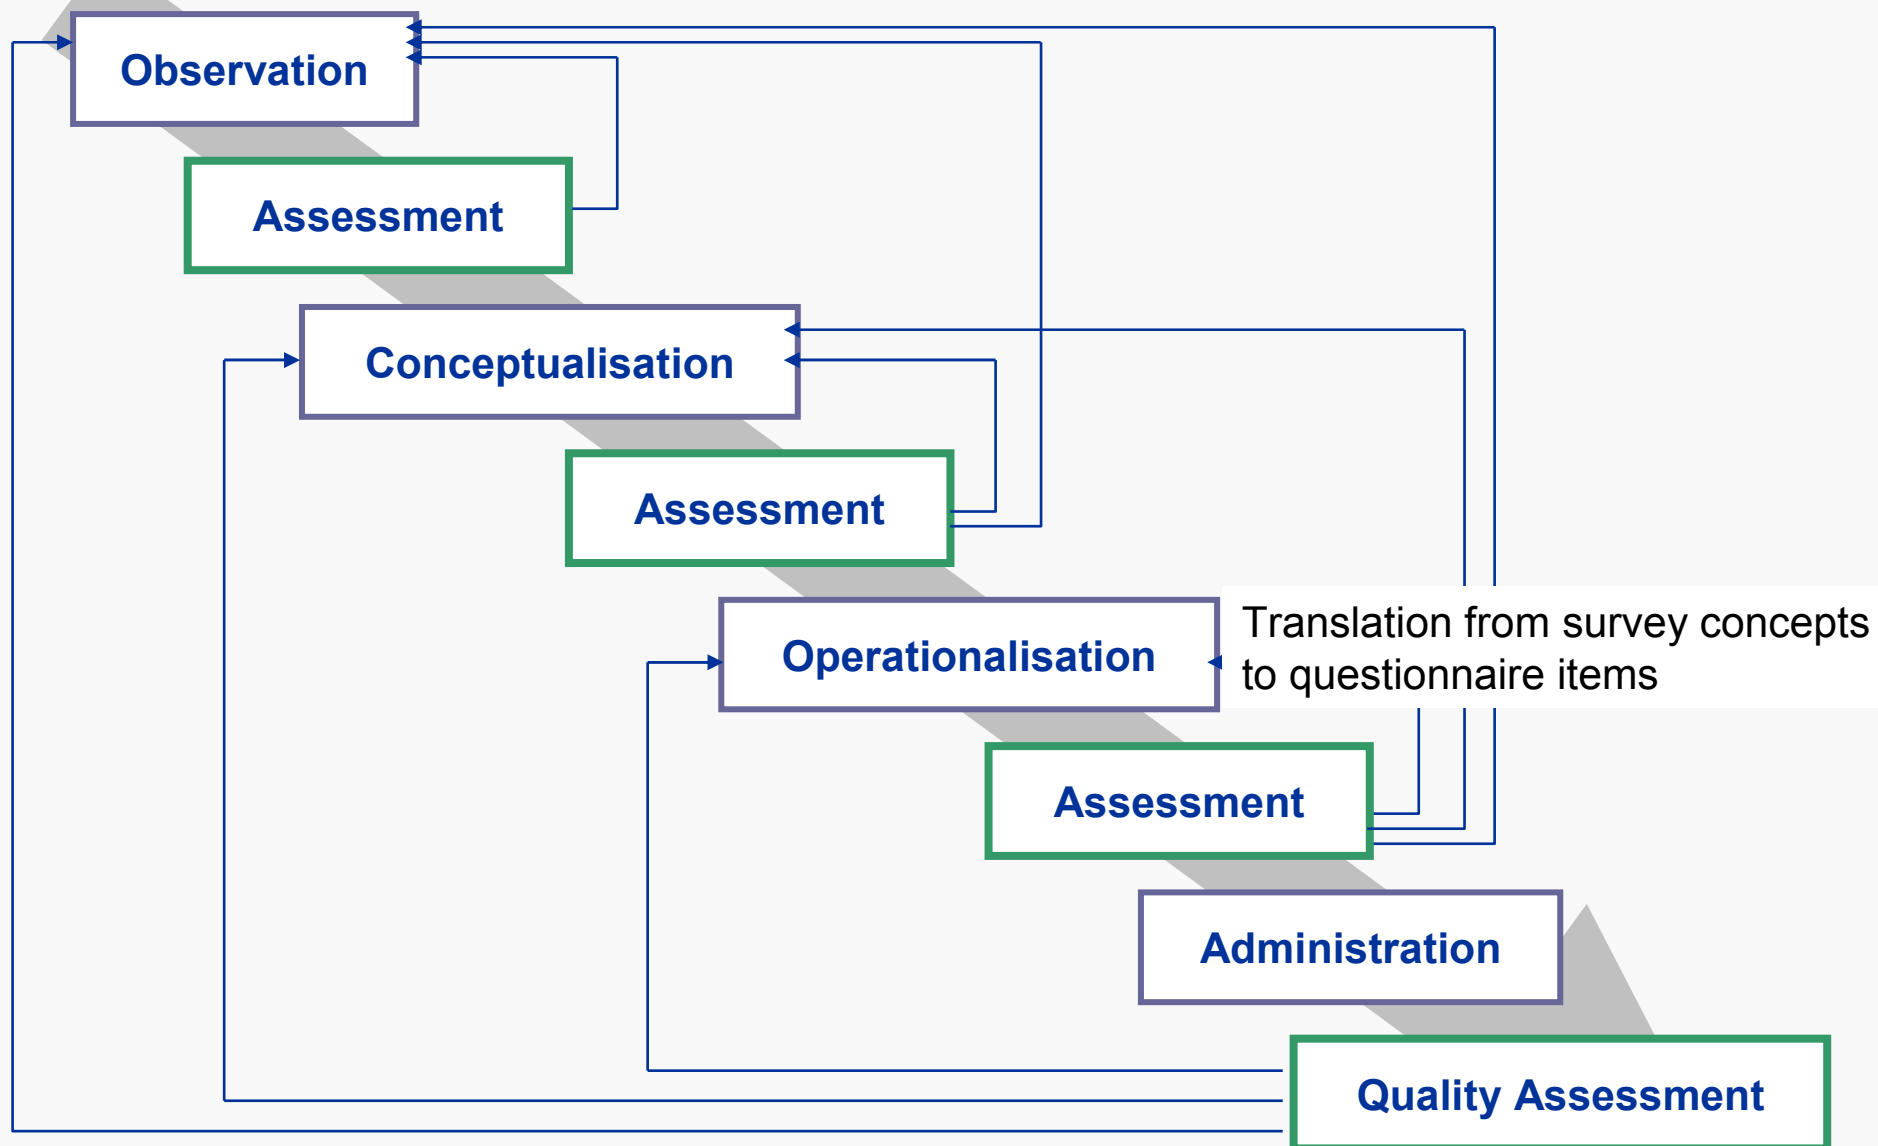 Observation
Assessment
Conceptualisation
Assessment
Operationalisation
Translation from survey concepts
to questionnaire items
Assessment
Administration
Quality Assessment